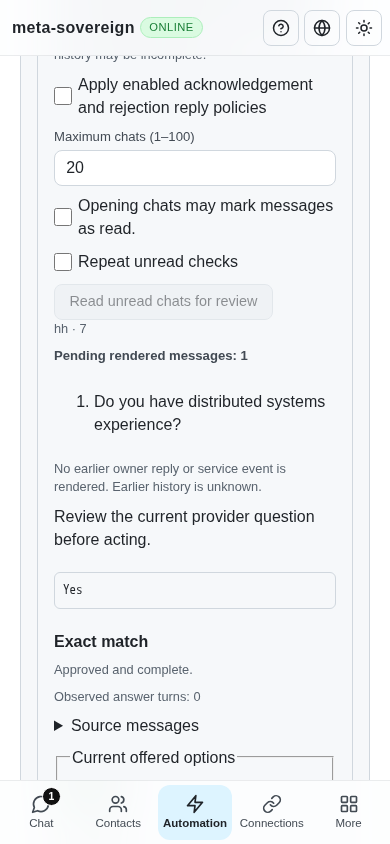 meta-sovereign ONLINE
history may be incomplete.
Apply enabled acknowledgement
and rejection reply policies
Maximum chats (1–100)
20
Opening chats may mark messages
as read.
Repeat unread checks
Read unread chats for review
hh · 7
Pending rendered messages: 1
1. Do you have distributed systems
experience?
No earlier owner reply or service event is
rendered. Earlier history is unknown.
Review the current provider question
before acting.
Yes
Exact match
Approved and complete.
Observed answer turns: 0
Source messages
Current offered options
1
Chat Contacts Automation Connections More